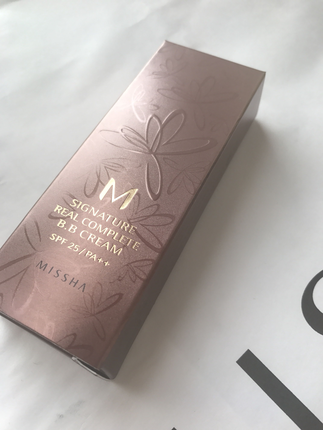 M
SIGNATURE
REAL COMPLETE
B.B CREAM
SPF 25/PA++
MISSHA